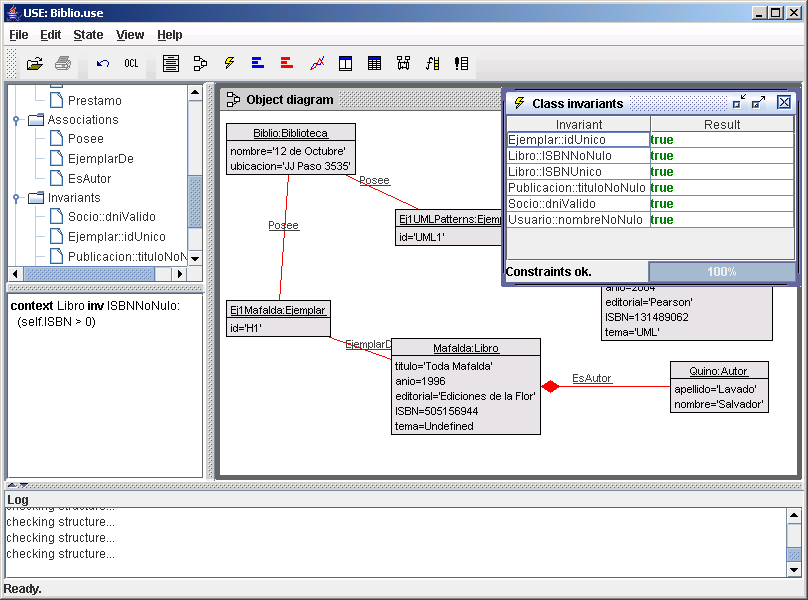 USE: Biblio.use
File Edit State View Help
OCL
Prestamo
Associations
Posee
EjemplarDe
EsAutor
Invariants
Socio::dniValido
Ejemplar::idUnico
Publicacion::tituloNoN
context Libro inv ISBNNoNulo:
(self.ISBN > 0)
Object diagram
Biblio:Biblioteca
nombre='12 de Octubre'
ubicacion='JJ Paso 3535'
Posee
Posee
Ej1UMLPatterns:Ejemp
id='UML1'
Ej1Mafalda:Ejemplar
id='H1'
EjemplarD
Mafalda:Libro
titulo='Toda Mafalda'
anio=1996
editorial='Ediciones de la Flor'
ISBN=505156944
tema=Undefined
EsAutor
Quino:Autor
apellido='Lavado'
nombre='Salvador'
anio=2004
editorial='Pearson'
ISBN=131489062
tema='UML'
Class invariants
Invariant Result
Ejemplar::idUnico true
Libro::ISBNNoNulo true
Libro::ISBNUnico true
Publicacion::tituloNoNulo true
Socio::dniValido true
Usuario::nombreNoNulo true
Constraints ok. 100%
Log
checking structure...
checking structure...
checking structure...
checking structure...
Ready.